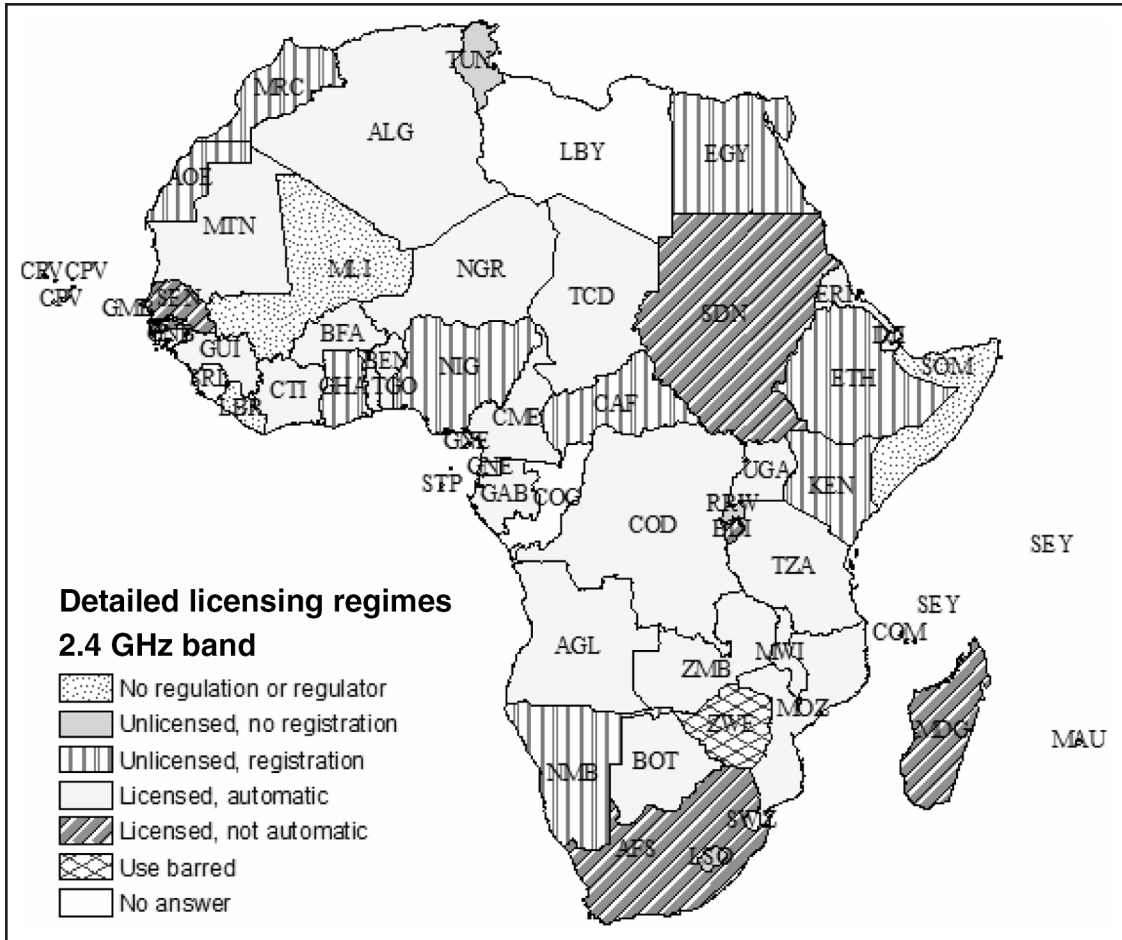 TUN
MRC
ALG
LBY
EGY
AOE
MTN
CPV CPV
CPV
MLI
NGR
TCD
SDN
ERI
SEN
GMB
GNB
GUI
BFA
BEN
NIG
DJI
SOM
ETH
SRL
LBR
CTI
GHA
TGO
CAF
CME
GNE
GNE
STP
GAB
COG
UGA
KEN
RRW
BDI
COD
TZA
SEY
SEY
COM
AGL
MWI
ZMB
MOZ
ZWE
MDG
MAU
NMB
BOT
SWZ
AFS
LSO
Detailed licensing regimes
2.4 GHz band
No regulation or regulator
Unlicensed, no registration
Unlicensed, registration
Licensed, automatic
Licensed, not automatic
Use barred
No answer